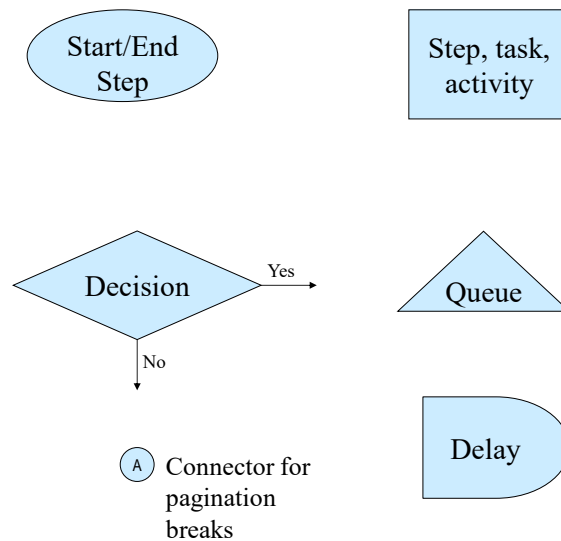 Start/End
Step
Step, task,
activity
Decision
Yes
No
Queue
A
Connector for
pagination
breaks
Delay